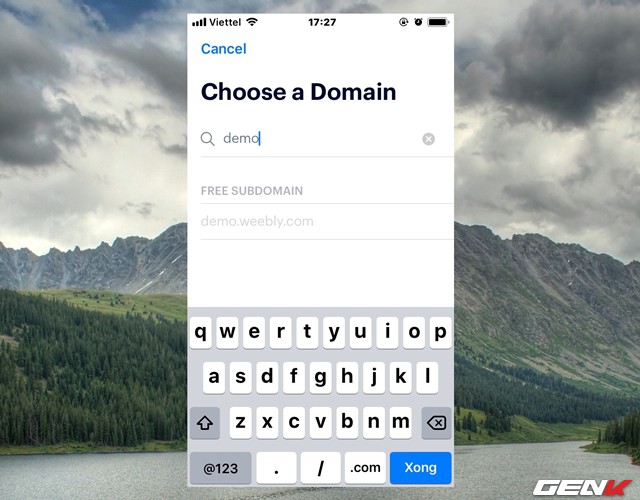 Viettel 17:27
Cancel
Choose a Domain
demo
FREE SUBDOMAIN
demo.weebly.com
q w e r t y u i o p
a s d f g h j k l
z x c v b n m
@123 . / .com Xong
GENK